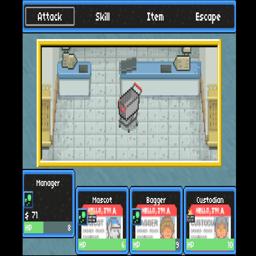 Attack Skill Item Escape
Manager
$ 71
HP 8
Mascot Bagger Custodian
HELLO, I'M A HELLO, I'M A HELLO, I'M A
HP 6 HP 9 HP 10